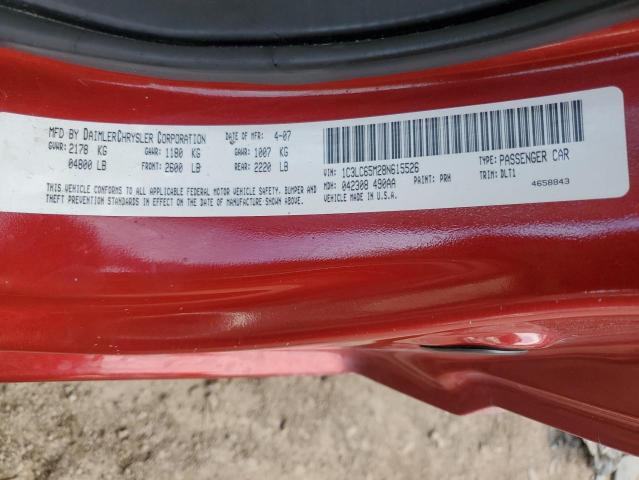 MFD BY DAIMLERCHRYSLER CORPORATION DATE OF MFR: 4-07
GVWR: 2178 KG GAWR: 1180 KG GAWR: 1007 KG
04800 LB FRONT: 2600 LB REAR: 2220 LB
THIS VEHICLE CONFORMS TO ALL APPLICABLE FEDERAL MOTOR VEHICLE SAFETY, BUMPER AND
THEFT PREVENTION STANDARDS IN EFFECT ON THE DATE OF MANUFACTURE SHOWN ABOVE.
VIN: 1C3LC65M28N615526 TYPE: PASSENGER CAR
MDH: 042308 490AA PAINT: PRH TRIM: DLT1
VEHICLE MADE IN U.S.A. 4658843